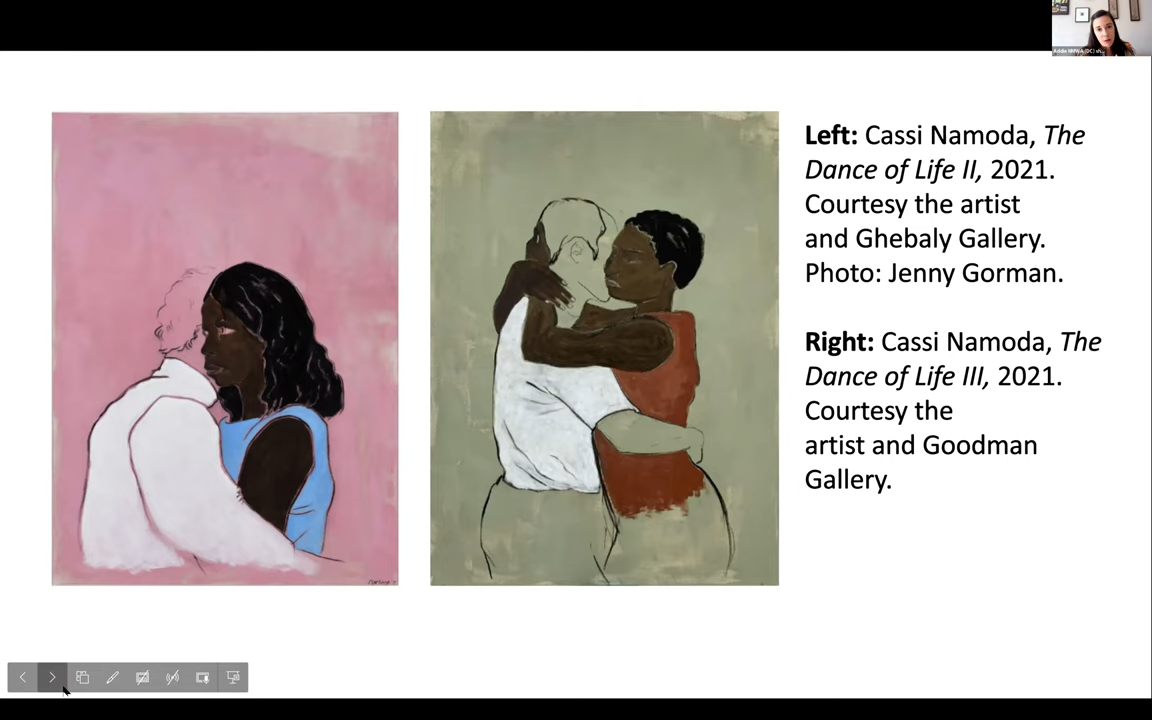 Left: Cassi Namoda, The
Dance of Life II, 2021.
Courtesy the artist
and Ghebaly Gallery.
Photo: Jenny Gorman.
Right: Cassi Namoda, The
Dance of Life III, 2021.
Courtesy the
artist and Goodman
Gallery.